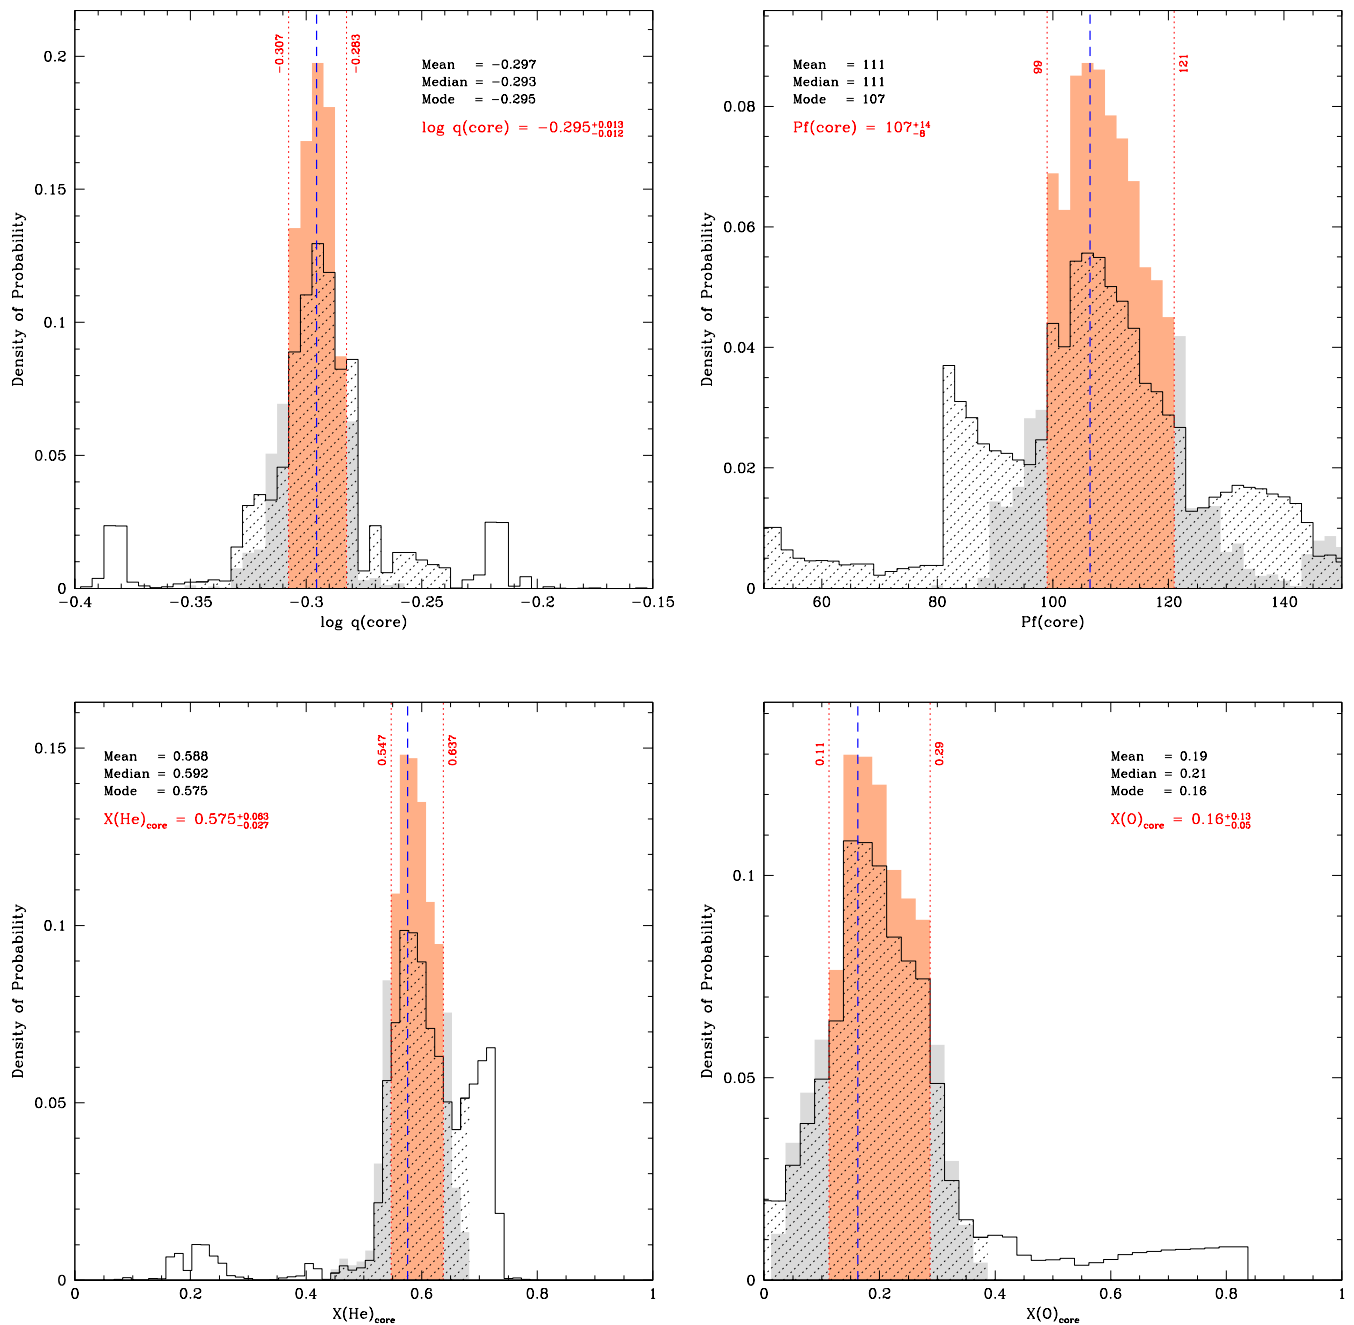 −0.307
−0.283
Mean = −0.297
Median = −0.293
Mode = −0.295
log q(core) = −0.295+0.013−0.012
0.2
0.15
0.1
0.05
0
Density of Probability
−0.4 −0.35 −0.3 −0.25 −0.2 −0.15
log q(core)
99
121
Mean = 111
Median = 111
Mode = 107
Pf(core) = 107+14−8
0.08
0.06
0.04
0.02
0
Density of Probability
60 80 100 120 140
Pf(core)
0.547
0.637
Mean = 0.588
Median = 0.592
Mode = 0.575
X(He)core = 0.575+0.063−0.027
0.15
0.1
0.05
0
Density of Probability
0 0.2 0.4 0.6 0.8 1
X(He)core
0.11
0.29
Mean = 0.19
Median = 0.21
Mode = 0.16
X(O)core = 0.16+0.13−0.05
0.1
0.05
0
Density of Probability
0 0.2 0.4 0.6 0.8 1
X(O)core